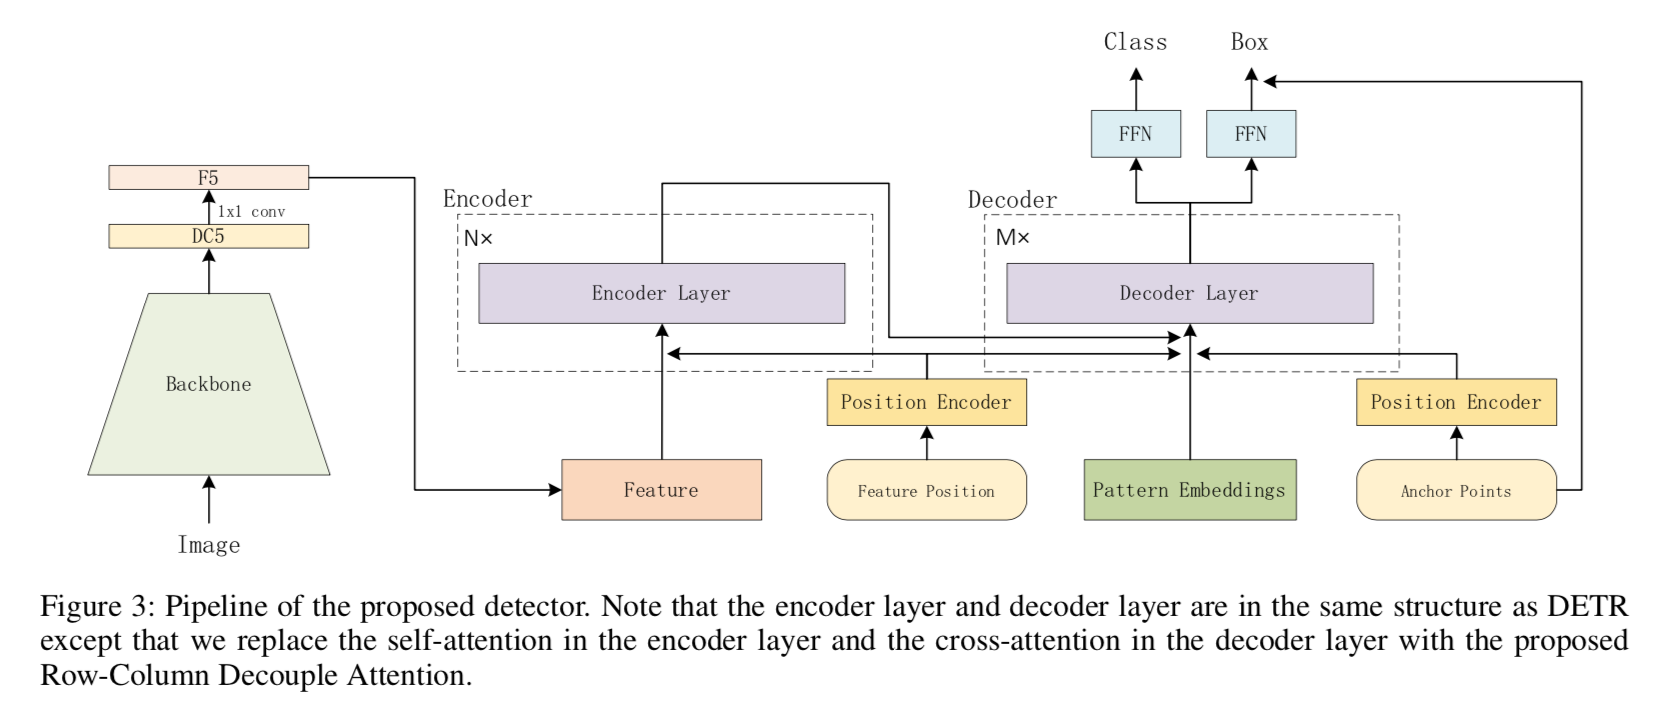 Class Box
FFN FFN
F5
1x1 conv
DC5
Encoder
N×
Encoder Layer
Decoder
M×
Decoder Layer
Backbone
Position Encoder
Position Encoder
Feature
Feature Position
Pattern Embeddings
Anchor Points
Image
Figure 3: Pipeline of the proposed detector. Note that the encoder layer and decoder layer are in the same structure as DETR
except that we replace the self-attention in the encoder layer and the cross-attention in the decoder layer with the proposed
Row-Column Decouple Attention.